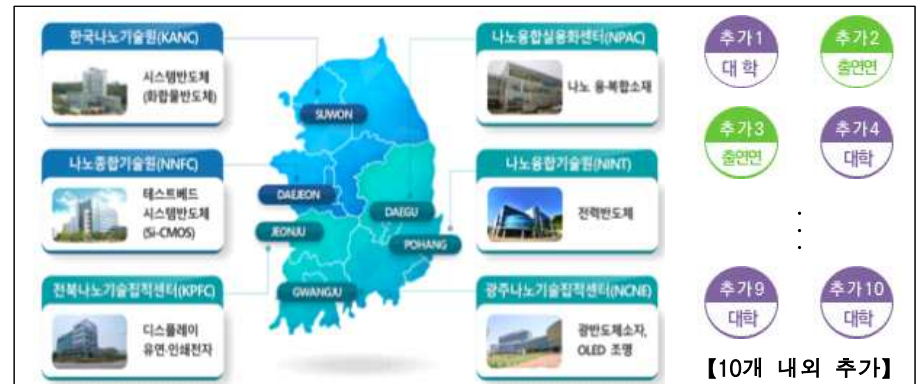 한국나노기술원(KANC)
시스템반도체
(화합물반도체)
나노융합실용화센터(NPAC)
나노 융·복합소재
나노종합기술원(NNFC)
테스트베드
시스템반도체
(Si-CMOS)
나노융합기술원(NINT)
전력반도체
전북나노기술집적센터(KPFC)
디스플레이
유연·인쇄전자
광주나노기술집적센터(NCNE)
광반도체소자,
OLED 조명
SUWON
DAEJEON
DAEGU
JEONJU
POHANG
GWANGJU
추가1
대 학
추가2
출연연
추가3
출연연
추가4
대학
추가9
대학
추가10
대학
【10개 내외 추가】